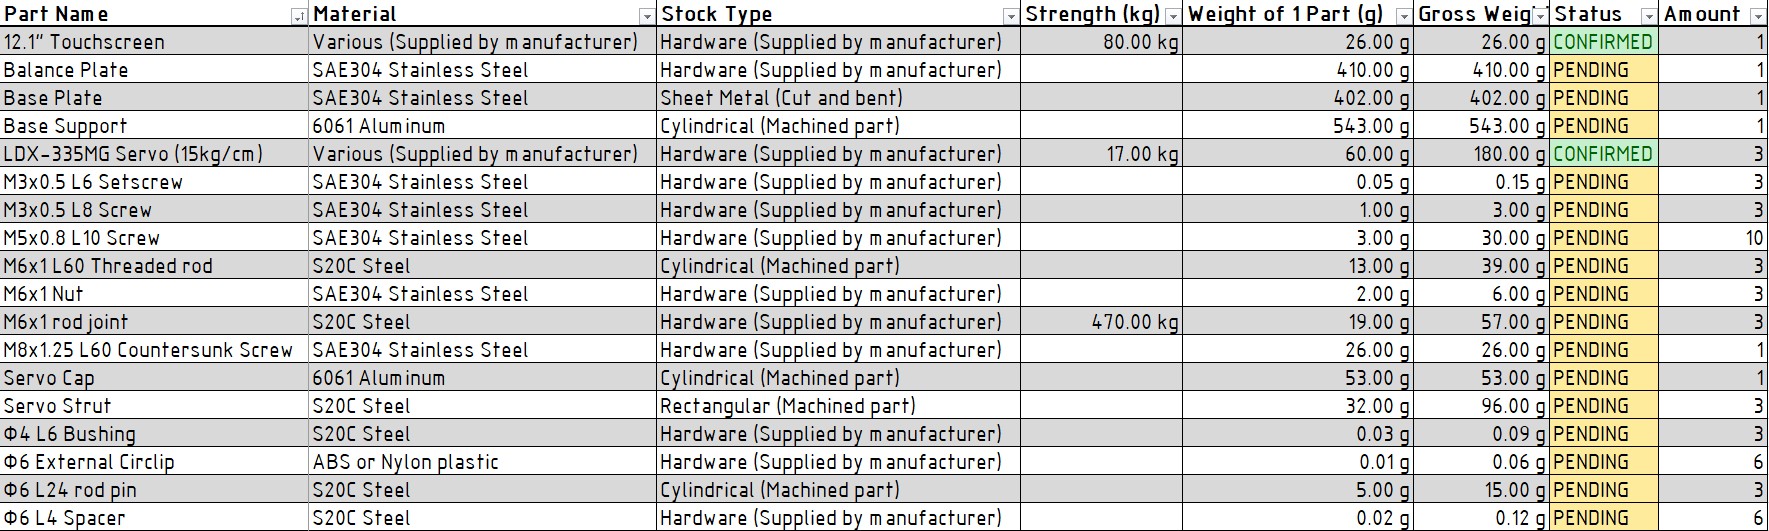 Part Name Material Stock Type Strength (kg) Weight of 1 Part (g) Gross Weig Status Amount
12.1" Touchscreen Various (Supplied by manufacturer) Hardware (Supplied by manufacturer) 80.00 kg 26.00 g 26.00 g CONFIRMED 1
Balance Plate SAE304 Stainless Steel Hardware (Supplied by manufacturer) 410.00 g 410.00 g PENDING 1
Base Plate SAE304 Stainless Steel Sheet Metal (Cut and bent) 402.00 g 402.00 g PENDING 1
Base Support 6061 Aluminum Cylindrical (Machined part) 543.00 g 543.00 g PENDING 1
LDX-335MG Servo (15kg/cm) Various (Supplied by manufacturer) Hardware (Supplied by manufacturer) 17.00 kg 60.00 g 180.00 g CONFIRMED 3
M3x0.5 L6 Setscrew SAE304 Stainless Steel Hardware (Supplied by manufacturer) 0.05 g 0.15 g PENDING 3
M3x0.5 L8 Screw SAE304 Stainless Steel Hardware (Supplied by manufacturer) 1.00 g 3.00 g PENDING 3
M5x0.8 L10 Screw SAE304 Stainless Steel Hardware (Supplied by manufacturer) 3.00 g 30.00 g PENDING 10
M6x1 L60 Threaded rod S20C Steel Cylindrical (Machined part) 13.00 g 39.00 g PENDING 3
M6x1 Nut SAE304 Stainless Steel Hardware (Supplied by manufacturer) 2.00 g 6.00 g PENDING 3
M6x1 rod joint S20C Steel Hardware (Supplied by manufacturer) 470.00 kg 19.00 g 57.00 g PENDING 3
M8x1.25 L60 Countersunk Screw SAE304 Stainless Steel Hardware (Supplied by manufacturer) 26.00 g 26.00 g PENDING 1
Servo Cap 6061 Aluminum Cylindrical (Machined part) 53.00 g 53.00 g PENDING 1
Servo Strut S20C Steel Rectangular (Machined part) 32.00 g 96.00 g PENDING 3
Φ4 L6 Bushing S20C Steel Hardware (Supplied by manufacturer) 0.03 g 0.09 g PENDING 3
Φ6 External Circlip ABS or Nylon plastic Hardware (Supplied by manufacturer) 0.01 g 0.06 g PENDING 6
Φ6 L24 rod pin S20C Steel Cylindrical (Machined part) 5.00 g 15.00 g PENDING 3
Φ6 L4 Spacer S20C Steel Hardware (Supplied by manufacturer) 0.02 g 0.12 g PENDING 6